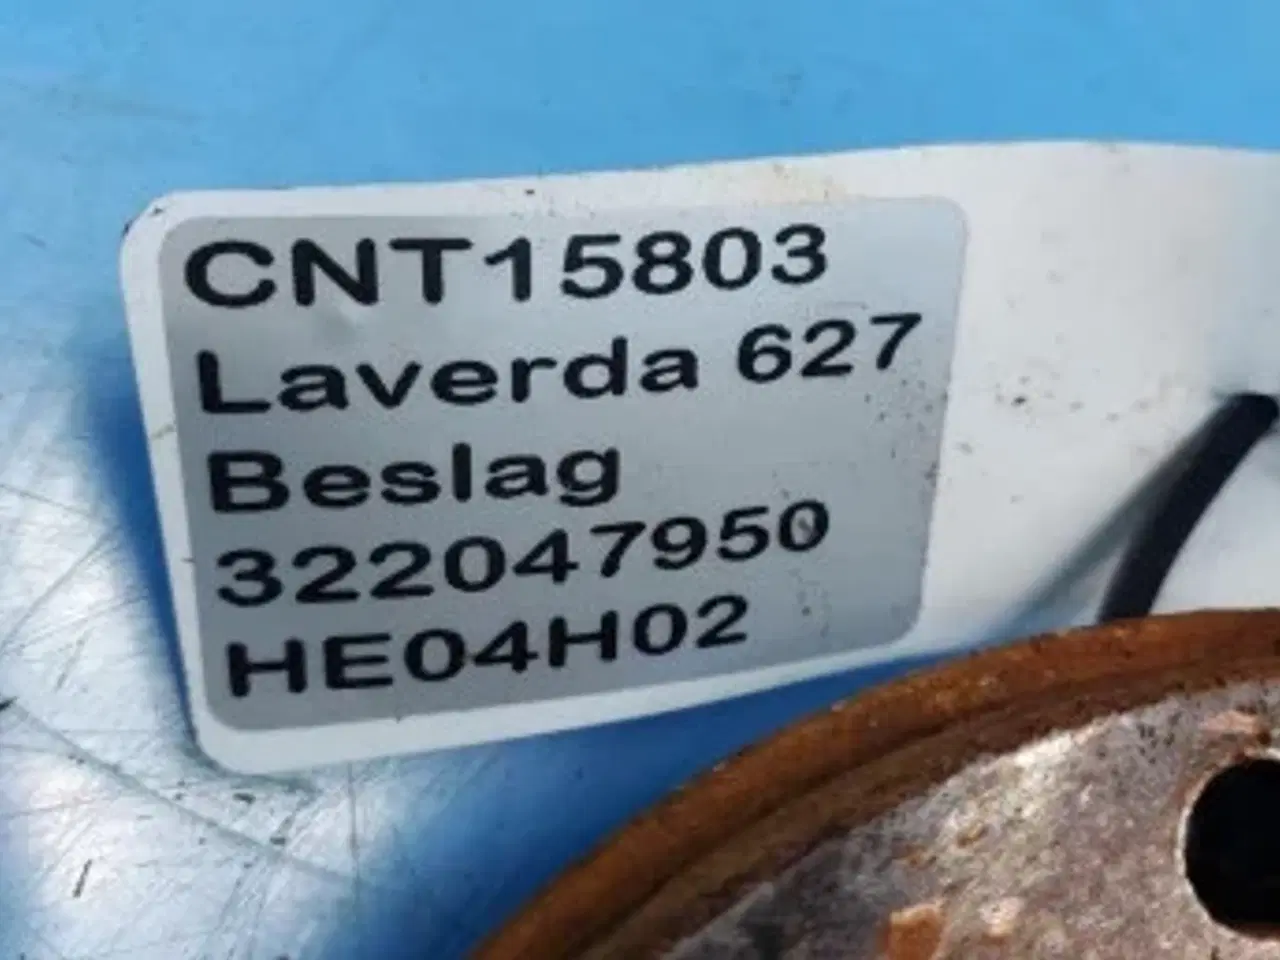 CNT15803
Laverda 627
Beslag
322047950
HE04H02